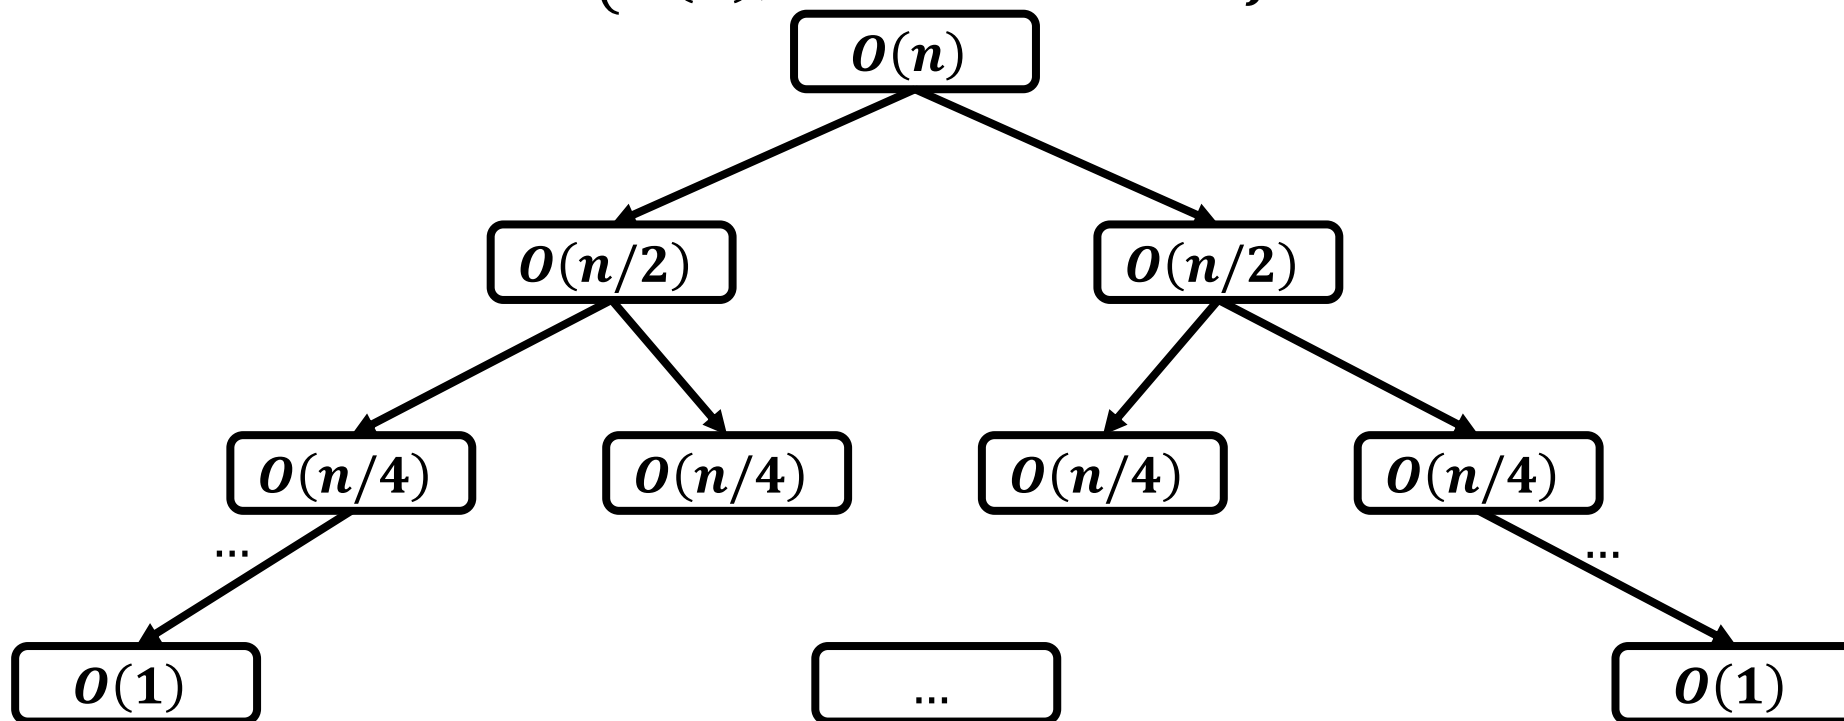 O(n)
O(n/2) O(n/2)
O(n/4) O(n/4) O(n/4) O(n/4)
... ...
O(1) ... O(1)